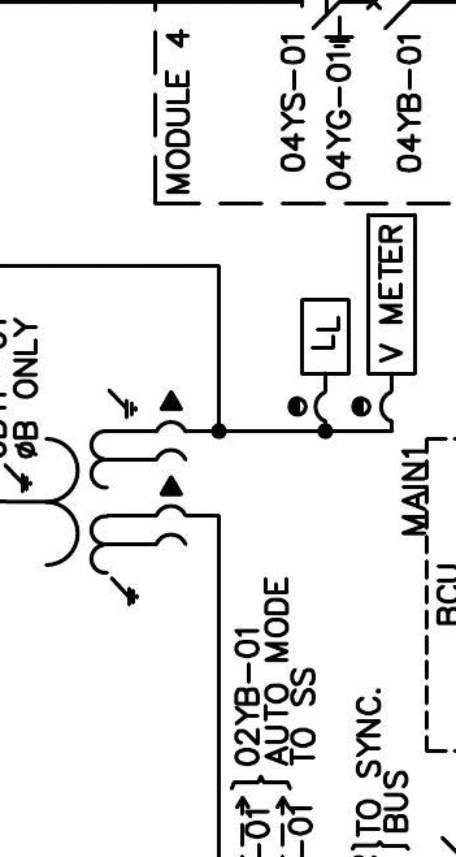 MODULE 4
04YS-01
04YG-01
04YB-01
V METER
LL
øB ONLY
MAIN1
BCU
02YB-01
AUTO MODE
TO SS
-01
-01
TO SYNC.
BUS